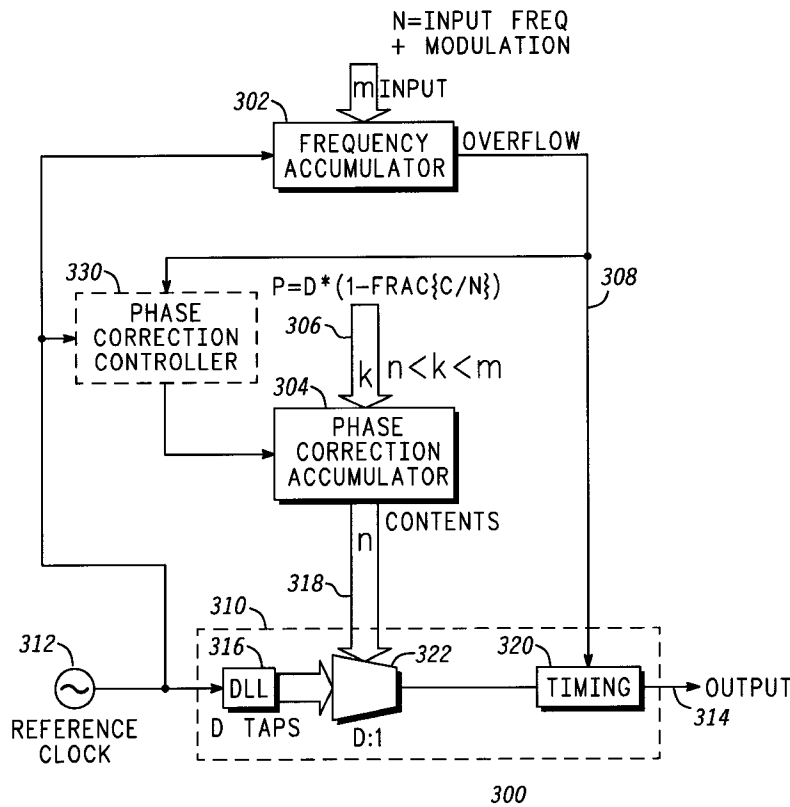 N=INPUT FREQ
+ MODULATION
m INPUT
302
FREQUENCY
ACCUMULATOR
OVERFLOW
330
PHASE
CORRECTION
CONTROLLER
P=D*(1-FRAC{C/N})
308
306
k
n<k<m
304
PHASE
CORRECTION
ACCUMULATOR
CONTENTS
n
318
310
312
316
322
320
DLL
TIMING
OUTPUT
314
REFERENCE
CLOCK
D TAPS
D:1
300